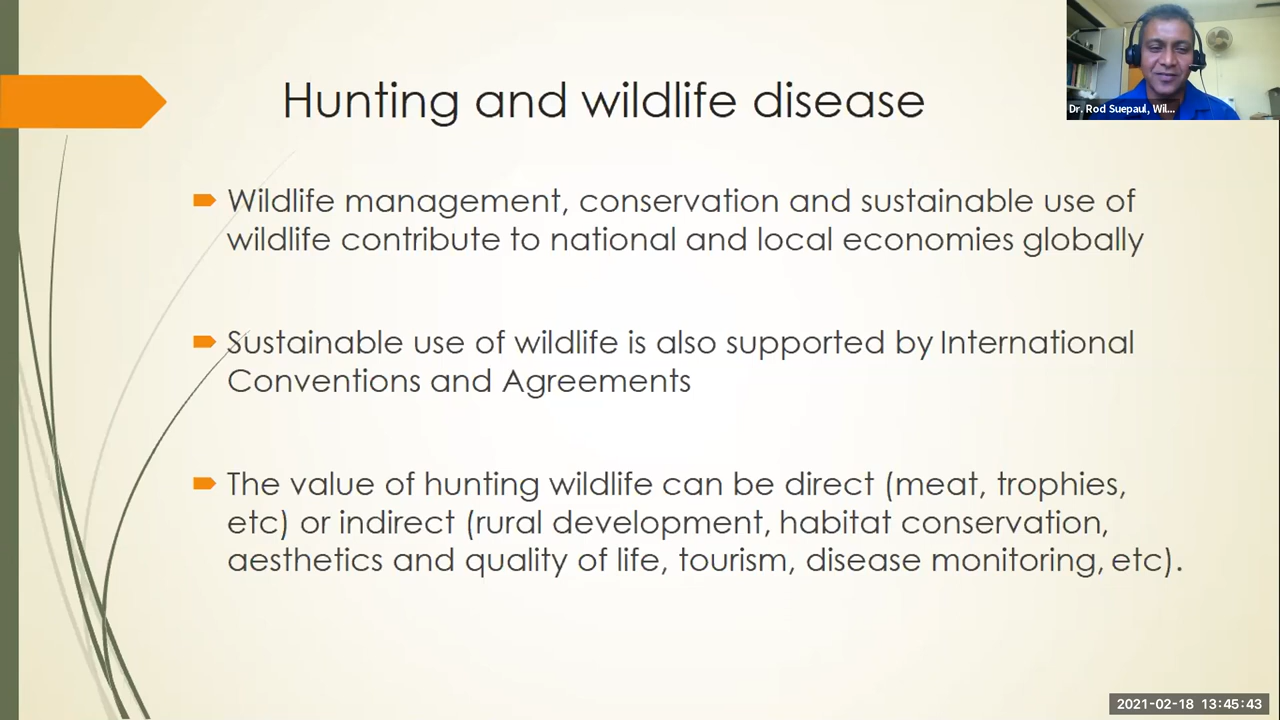 Hunting and wildlife disease
Dr. Rod Suepaul, Wil...
Wildlife management, conservation and sustainable use of
wildlife contribute to national and local economies globally
Sustainable use of wildlife is also supported by International
Conventions and Agreements
The value of hunting wildlife can be direct (meat, trophies,
etc) or indirect (rural development, habitat conservation,
aesthetics and quality of life, tourism, disease monitoring, etc).
2021-02-18 13:45:43